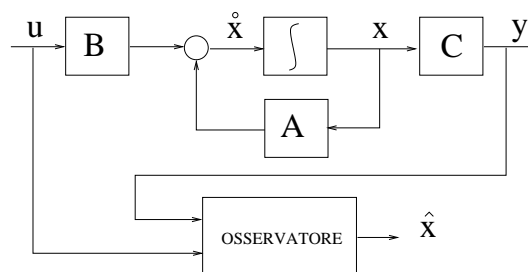 u B x̊ ∫ x C y
A
OSSERVATORE x̂